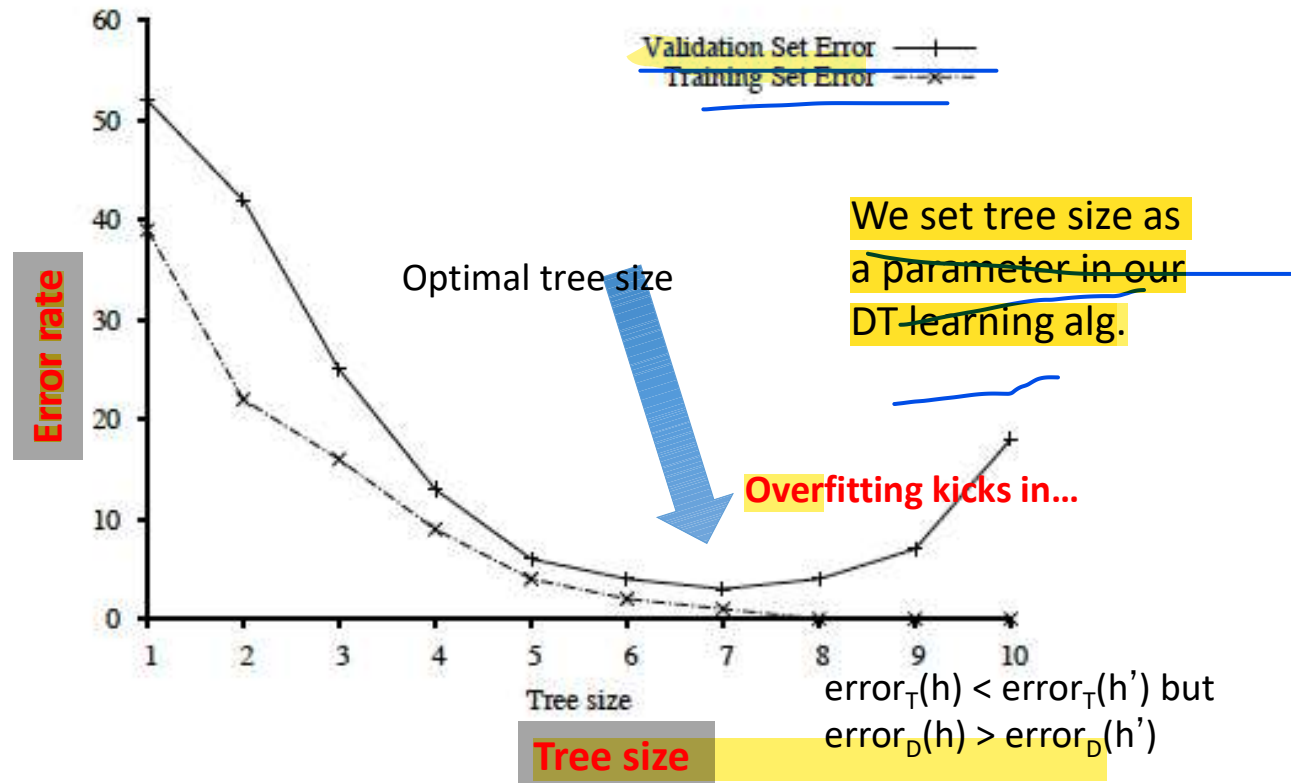 60
Validation Set Error
Training Set Error
50
We set tree size as
a parameter in our
DT learning alg.
40
Optimal tree size
Error rate
30
20
Overfitting kicks in...
10
0
1 2 3 4 5 6 7 8 9 10
Tree size
error_T(h) < error_T(h’) but
error_D(h) > error_D(h’)
Tree size